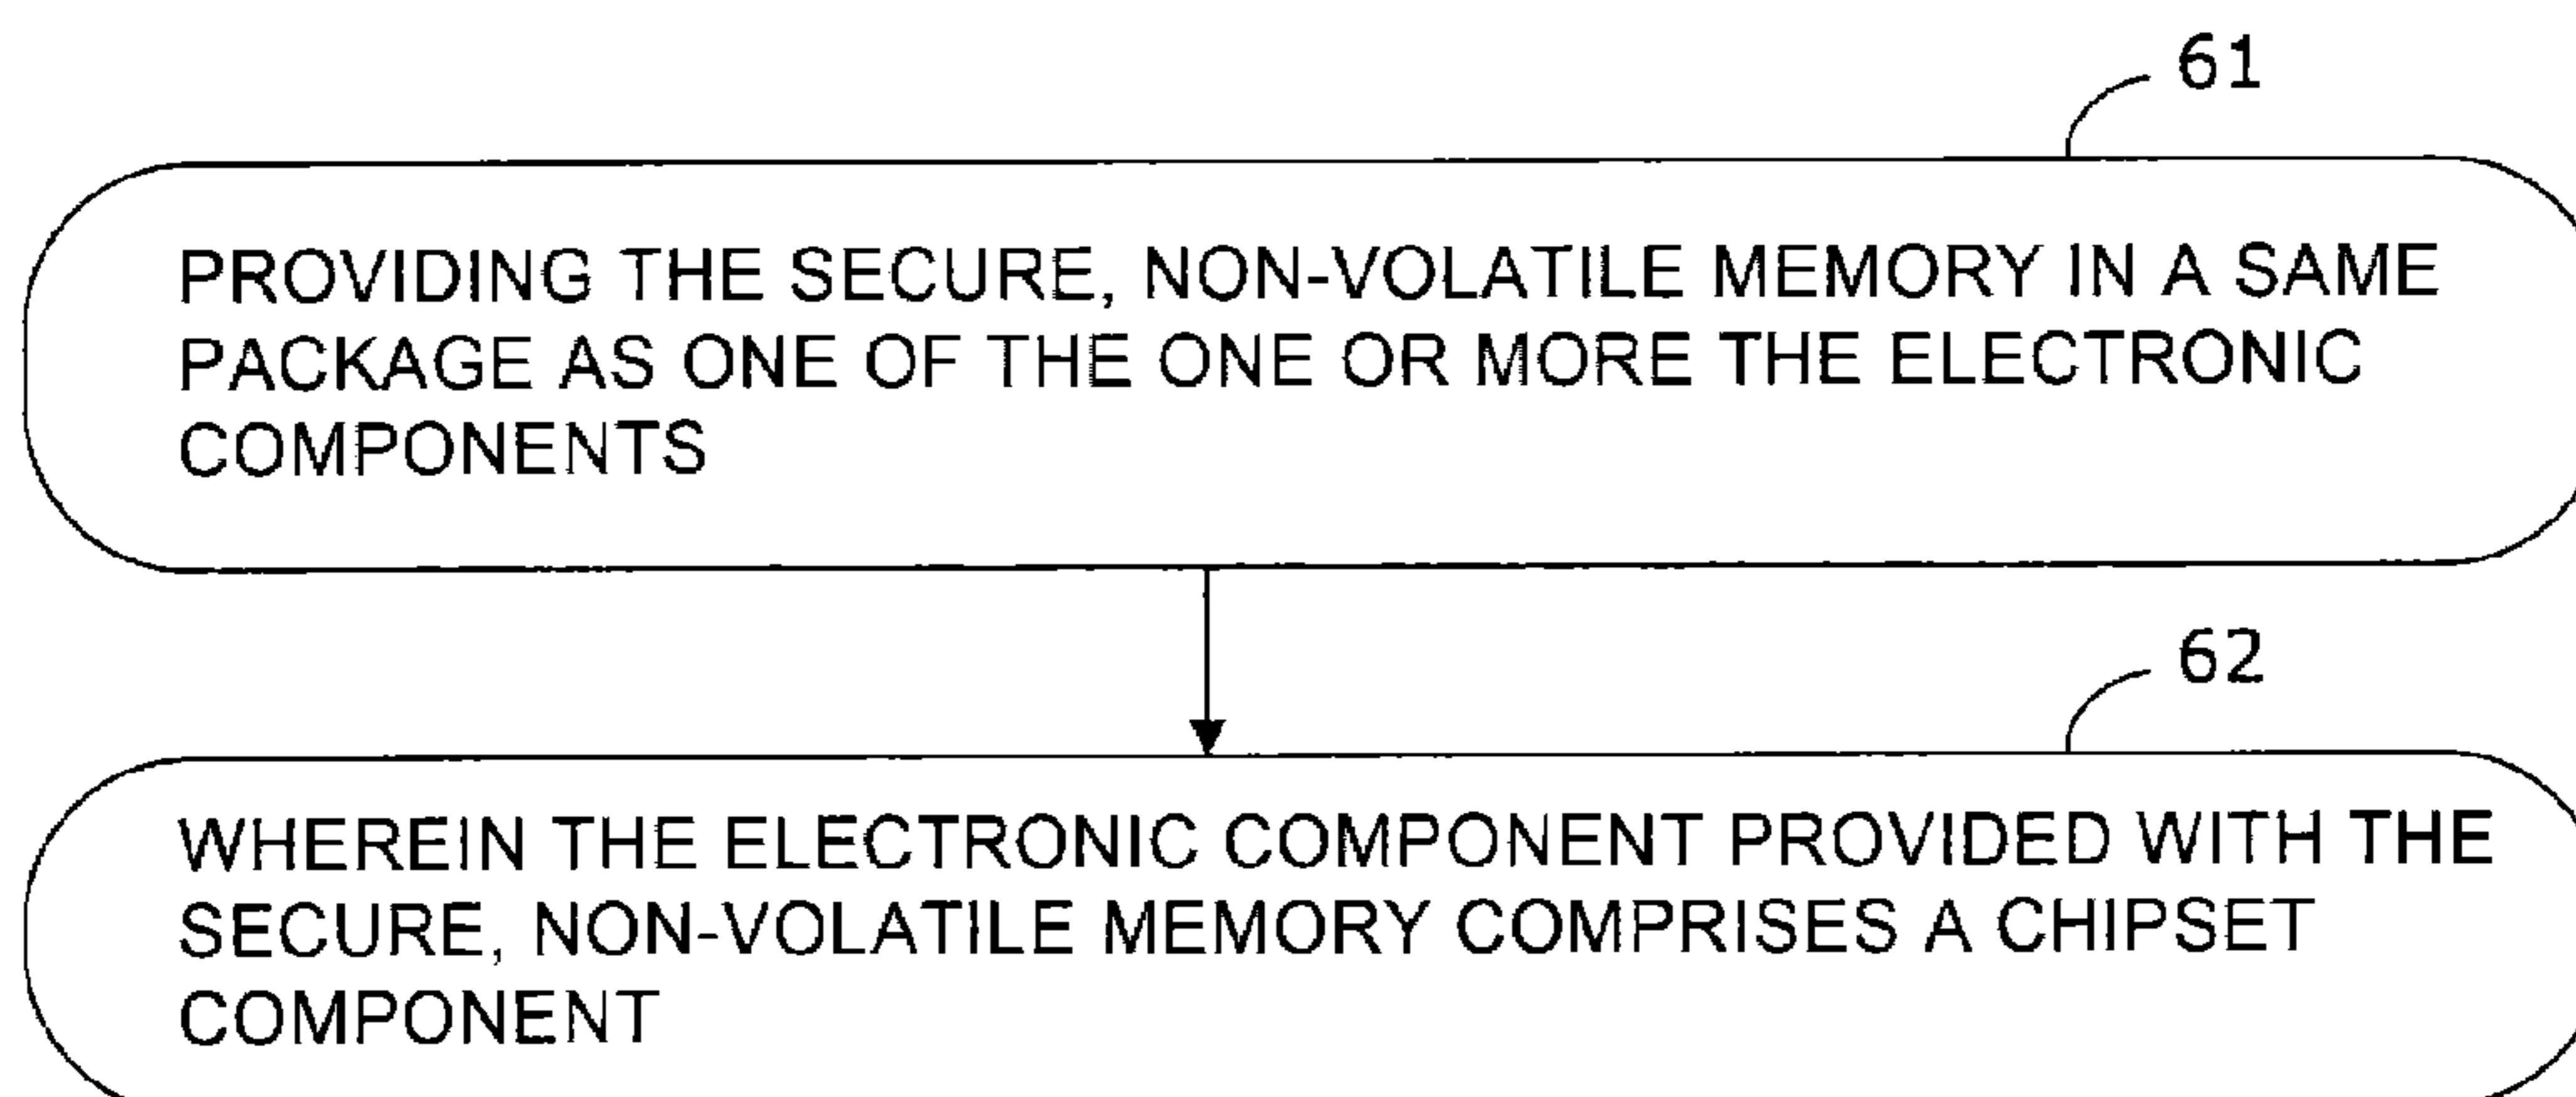 61
PROVIDING THE SECURE, NON-VOLATILE MEMORY IN A SAME
PACKAGE AS ONE OF THE ONE OR MORE THE ELECTRONIC
COMPONENTS
62
WHEREIN THE ELECTRONIC COMPONENT PROVIDED WITH THE
SECURE, NON-VOLATILE MEMORY COMPRISES A CHIPSET
COMPONENT